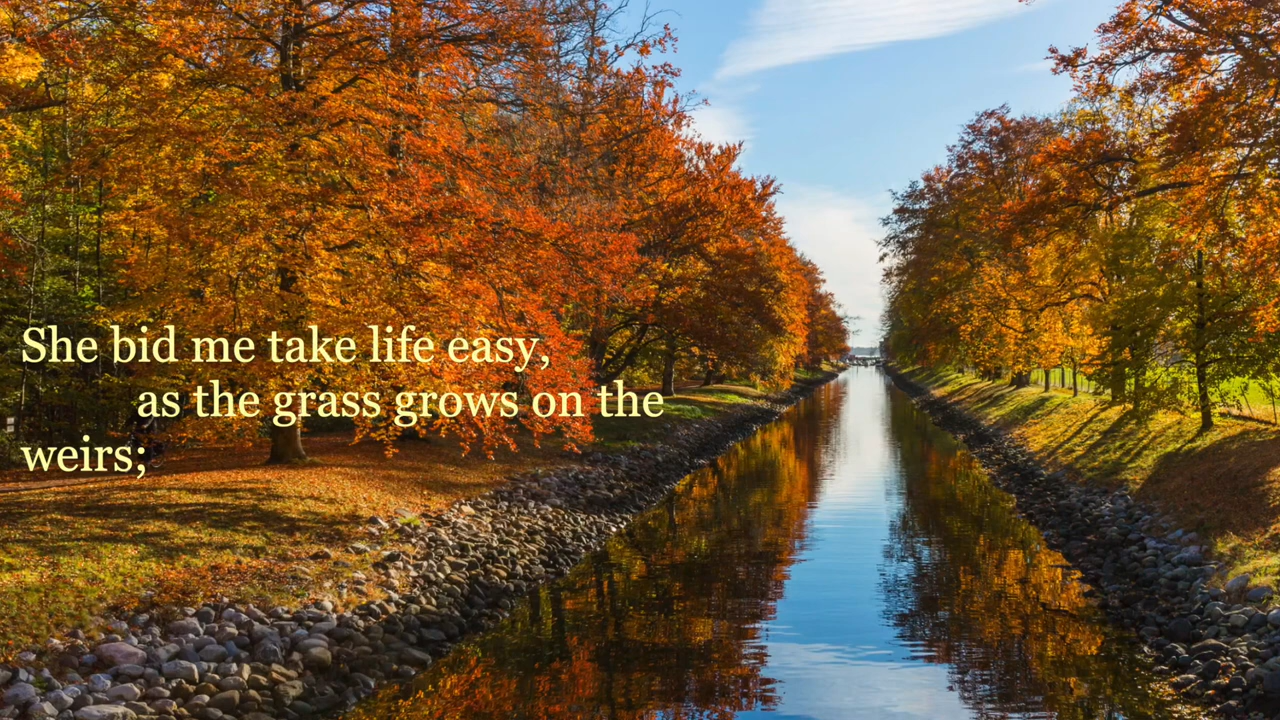 She bid me take life easy,
as the grass grows on the
weirs;